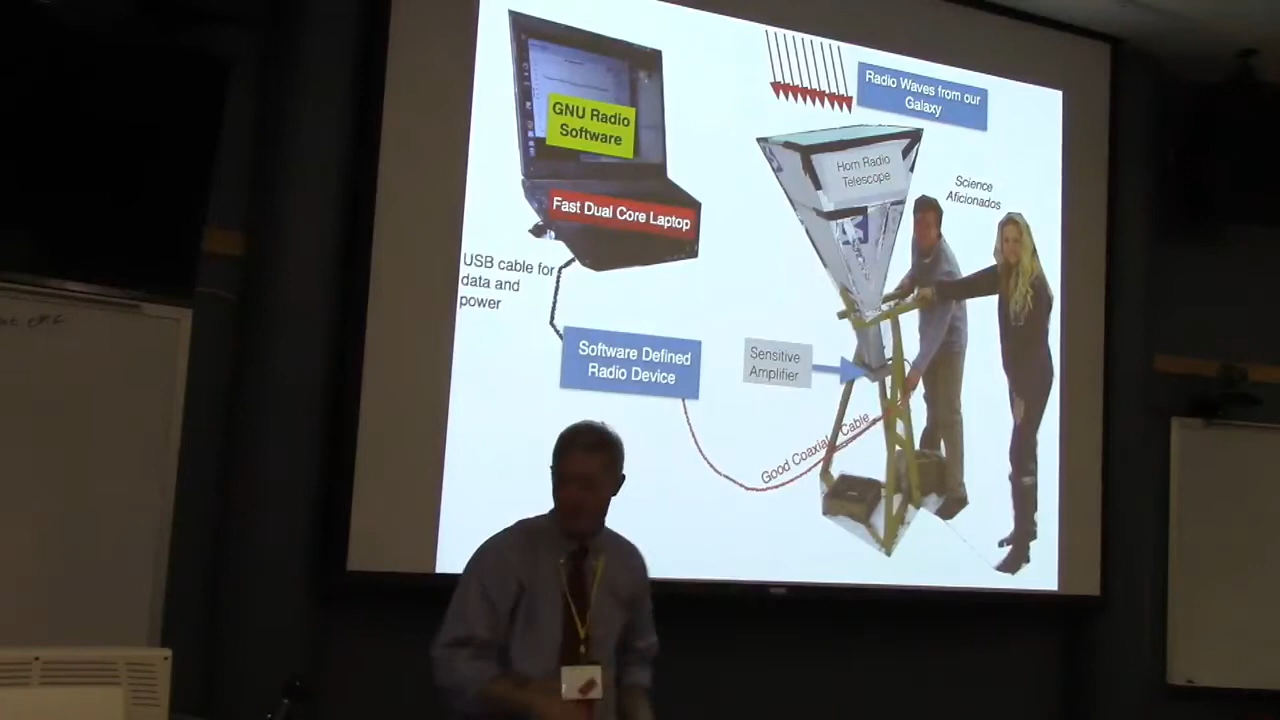 GNU Radio
Software
Fast Dual Core Laptop
USB cable for
data and
power
Software Defined
Radio Device
Radio Waves from our
Galaxy
Horn Radio
Telescope
Science
Aficionados
Sensitive
Amplifier
Good Coaxial Cable